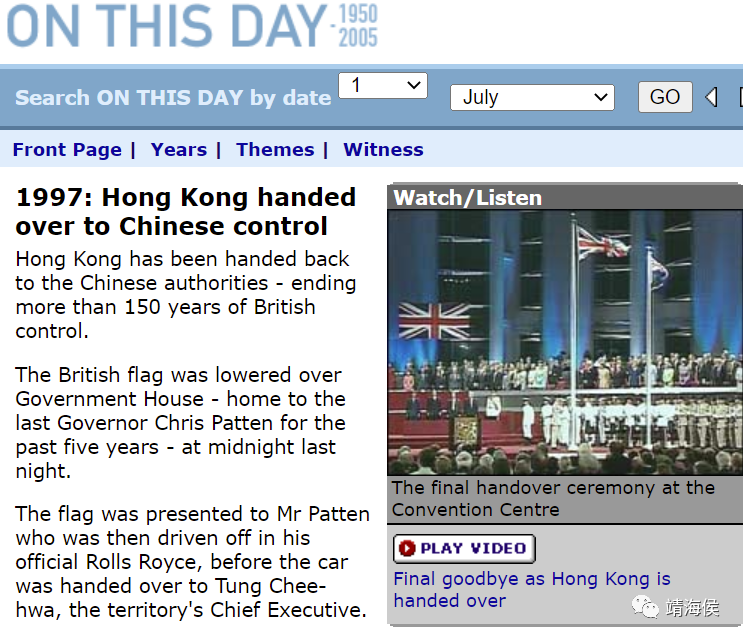 ON THIS DAY 1950-2005
Search ON THIS DAY by date
1
July
GO
Front Page | Years | Themes | Witness
1997: Hong Kong handed
over to Chinese control
Hong Kong has been handed back
to the Chinese authorities - ending
more than 150 years of British
control.
The British flag was lowered over
Government House - home to the
last Governor Chris Patten for the
past five years - at midnight last
night.
The flag was presented to Mr Patten
who was then driven off in his
official Rolls Royce, before the car
was handed over to Tung Chee-
hwa, the territory's Chief Executive.
Watch/Listen
The final handover ceremony at the
Convention Centre
PLAY VIDEO
Final goodbye as Hong Kong is
handed over
靖海侯